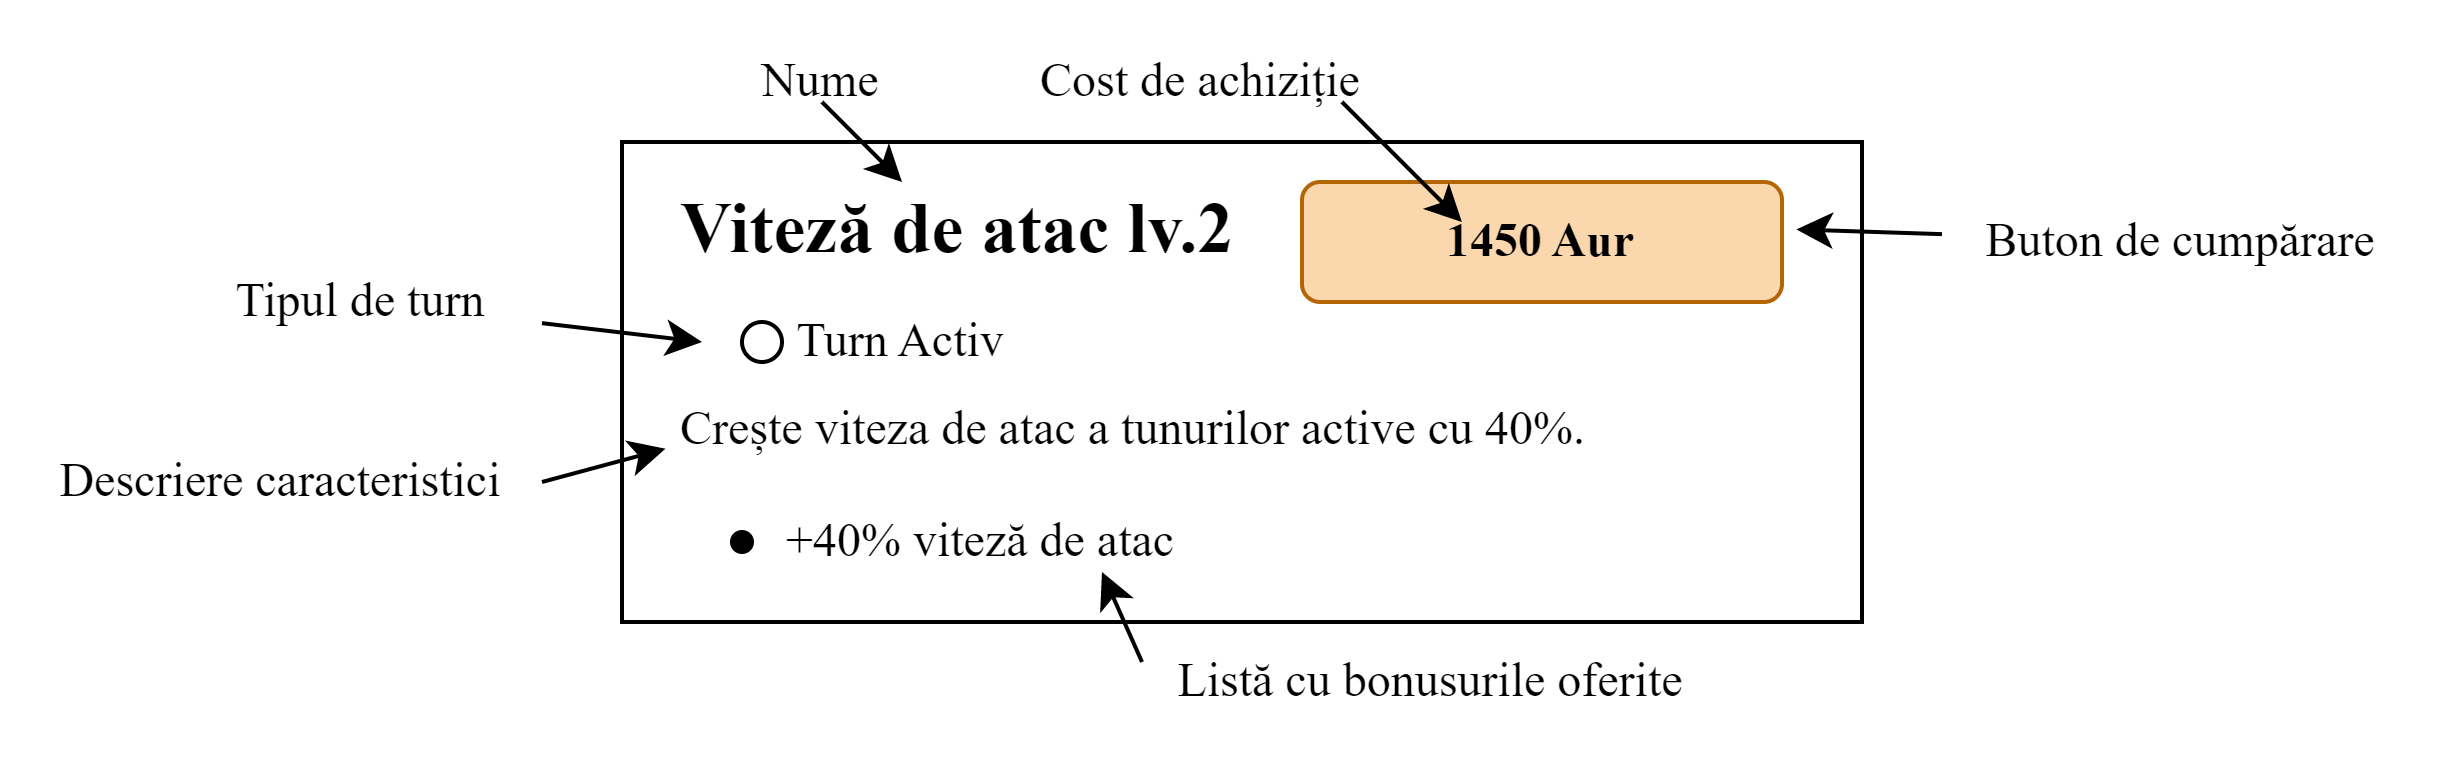 Nume
Cost de achiziție
Viteză de atac lv.2
1450 Aur
Buton de cumpărare
Tipul de turn
Turn Activ
Crește viteza de atac a tunurilor active cu 40%.
Descriere caracteristici
+40% viteză de atac
Listă cu bonusurile oferite